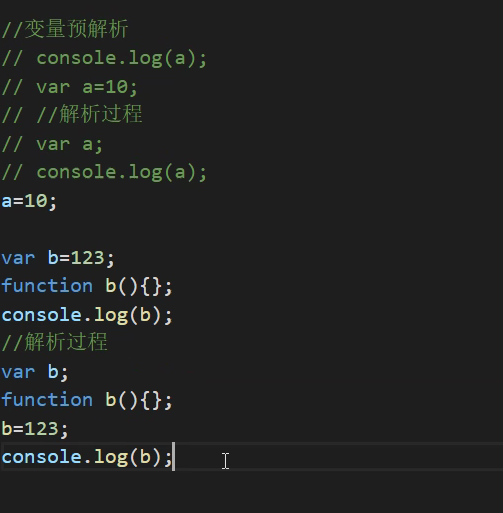 //变量预解析
// console.log(a);
// var a=10;
// //解析过程
// var a;
// console.log(a);
a=10;
var b=123;
function b(){};
console.log(b);
//解析过程
var b;
function b(){};
b=123;
console.log(b);